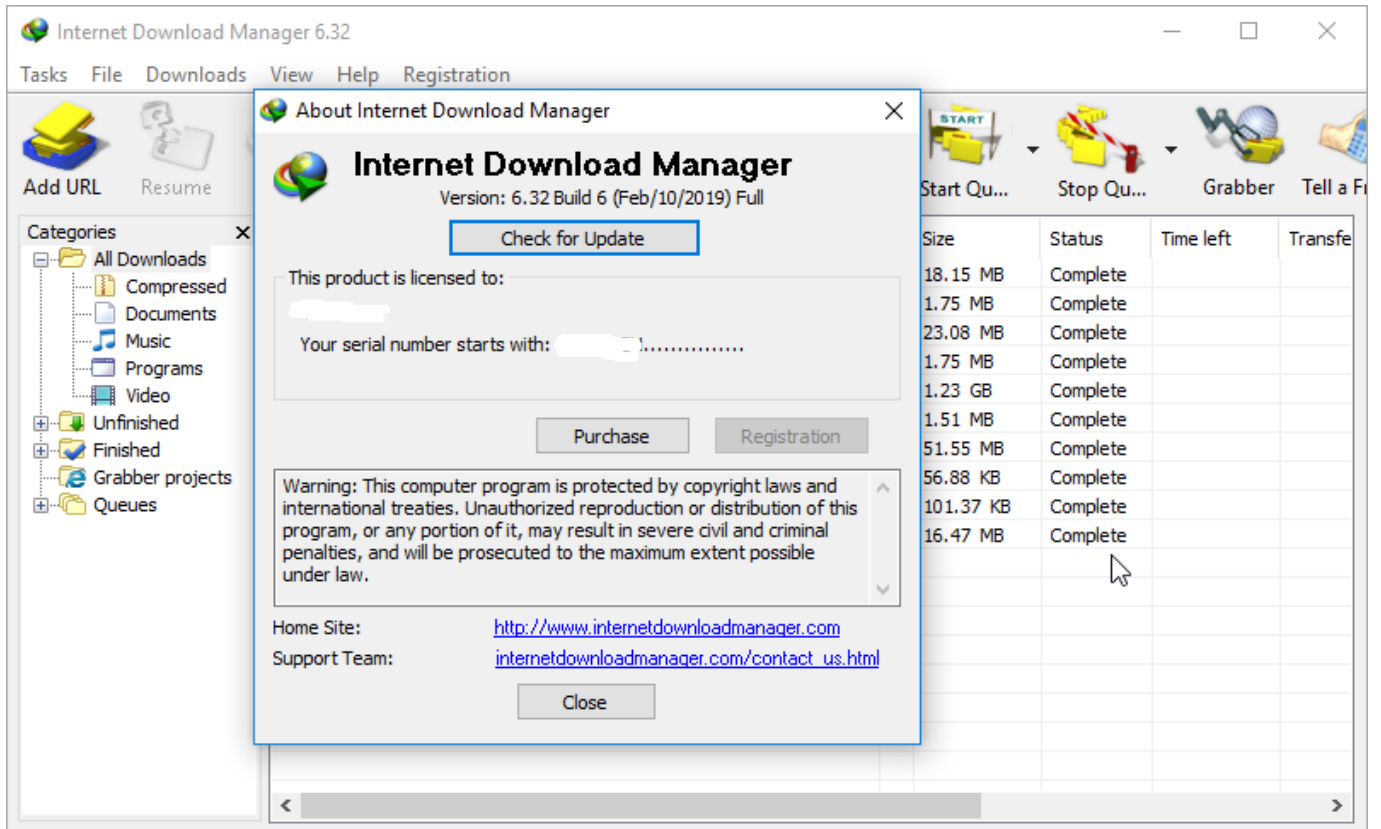 Internet Download Manager 6.32
Tasks File Downloads View Help Registration
Add URL
Resume
Start Qu...
Stop Qu...
Grabber
Tell a
START
Categories
All Downloads
Compressed
Documents
Music
Programs
Video
Unfinished
Finished
Grabber projects
Queues
About Internet Download Manager
Internet Download Manager
Version: 6.32 Build 6 (Feb/10/2019) Full
Check for Update
This product is licensed to:
Your serial number starts with: ...............
Purchase
Registration
Warning: This computer program is protected by copyright laws and
international treaties. Unauthorized reproduction or distribution of this
program, or any portion of it, may result in severe civil and criminal
penalties, and will be prosecuted to the maximum extent possible
under law.
Home Site: http://www.internetdownloadmanager.com
Support Team: internetdownloadmanager.com/contact_us.html
Close
Size Status Time left Transfe
18.15 MB Complete
1.75 MB Complete
23.08 MB Complete
1.75 MB Complete
1.23 GB Complete
1.51 MB Complete
51.55 MB Complete
56.88 KB Complete
101.37 KB Complete
16.47 MB Complete